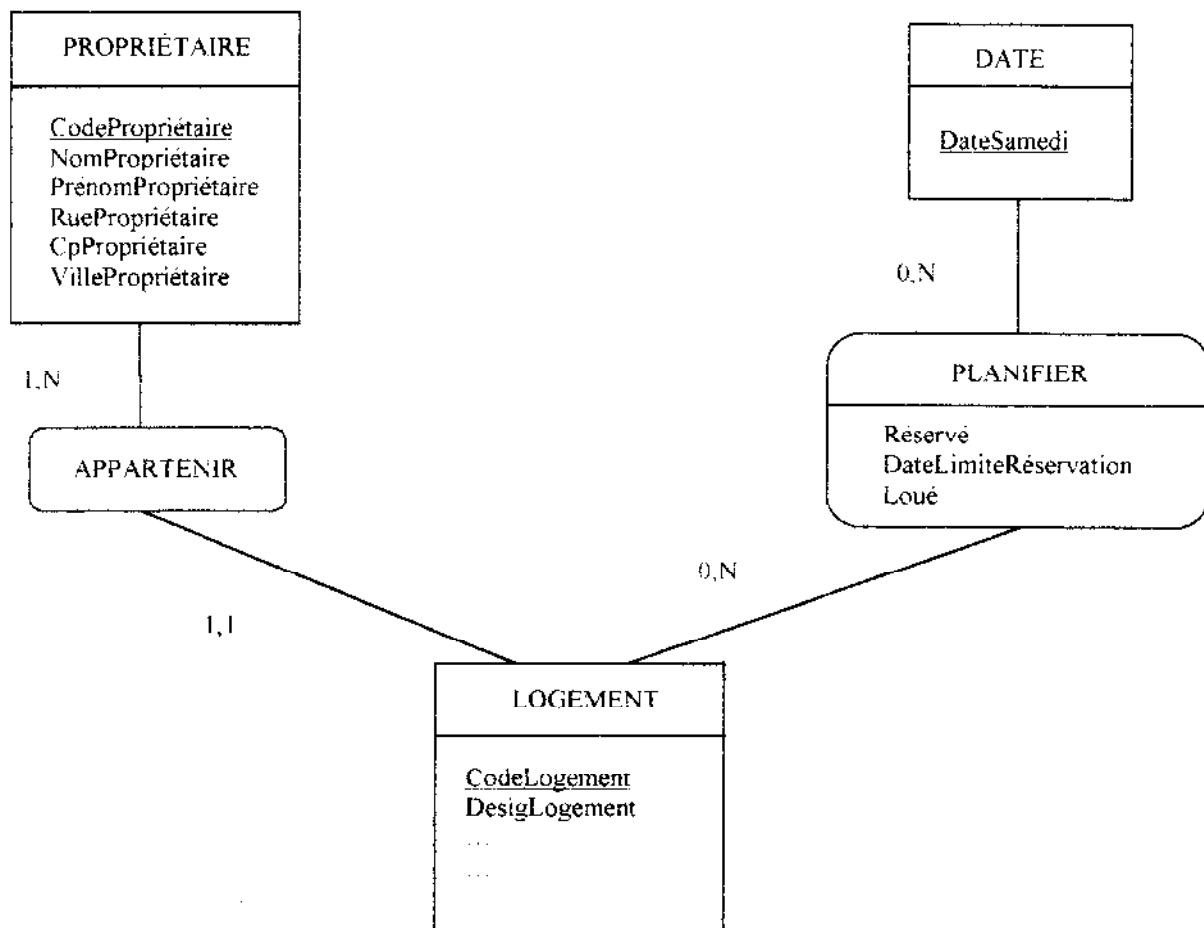 PROPRIÉTAIRE
CodePropriétaire
NomPropriétaire
PrénomPropriétaire
RuePropriétaire
CpPropriétaire
VillePropriétaire
DATE
DateSamedi
1,N
0,N
APPARTENIR
PLANIFIER
Réservé
DateLimiteRéservation
Loué
1,1
0,N
LOGEMENT
CodeLogement
DesigLogement
...
...